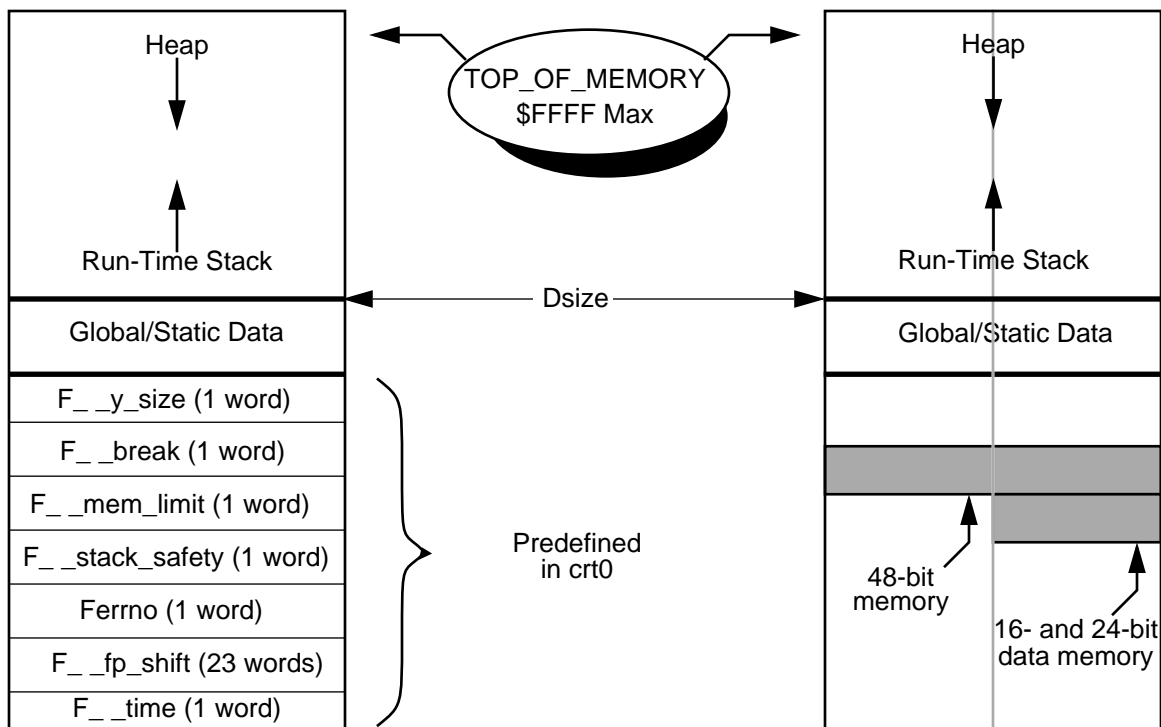 Heap
TOP_OF_MEMORY
$FFFF Max
Heap
Run-Time Stack
Run-Time Stack
Dsize
Global/Static Data
Global/Static Data
F_ _y_size (1 word)
F_ _break (1 word)
F_ _mem_limit (1 word)
F_ _stack_safety (1 word)
Ferrno (1 word)
F_ _fp_shift (23 words)
F_ _time (1 word)
Predefined
in crt0
48-bit
memory
16- and 24-bit
data memory